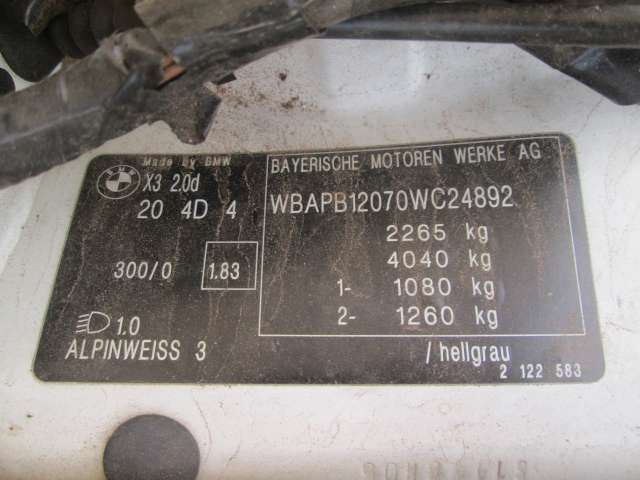 Made by BMW
X3 2.0d
20 4D 4
300/0 1.83
1.0
ALPINWEISS 3
BAYERISCHE MOTOREN WERKE AG
WBAPB12070WC24892
2265 kg
4040 kg
1- 1080 kg
2- 1260 kg
/ hellgrau
2 122 583